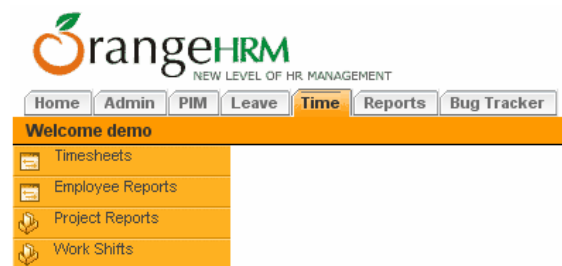 OrangeHRM
NEW LEVEL OF HR MANAGEMENT
Home Admin PIM Leave Time Reports Bug Tracker
Welcome demo
Timesheets
Employee Reports
Project Reports
Work Shifts